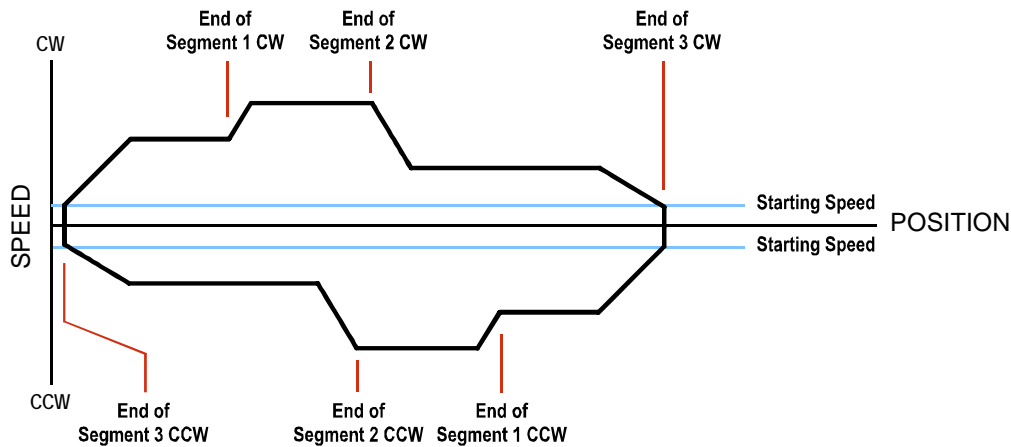 End of
Segment 1 CW
End of
Segment 2 CW
End of
Segment 3 CW
CW
SPEED
Starting Speed
POSITION
Starting Speed
CCW
End of
Segment 3 CCW
End of
Segment 2 CCW
End of
Segment 1 CCW